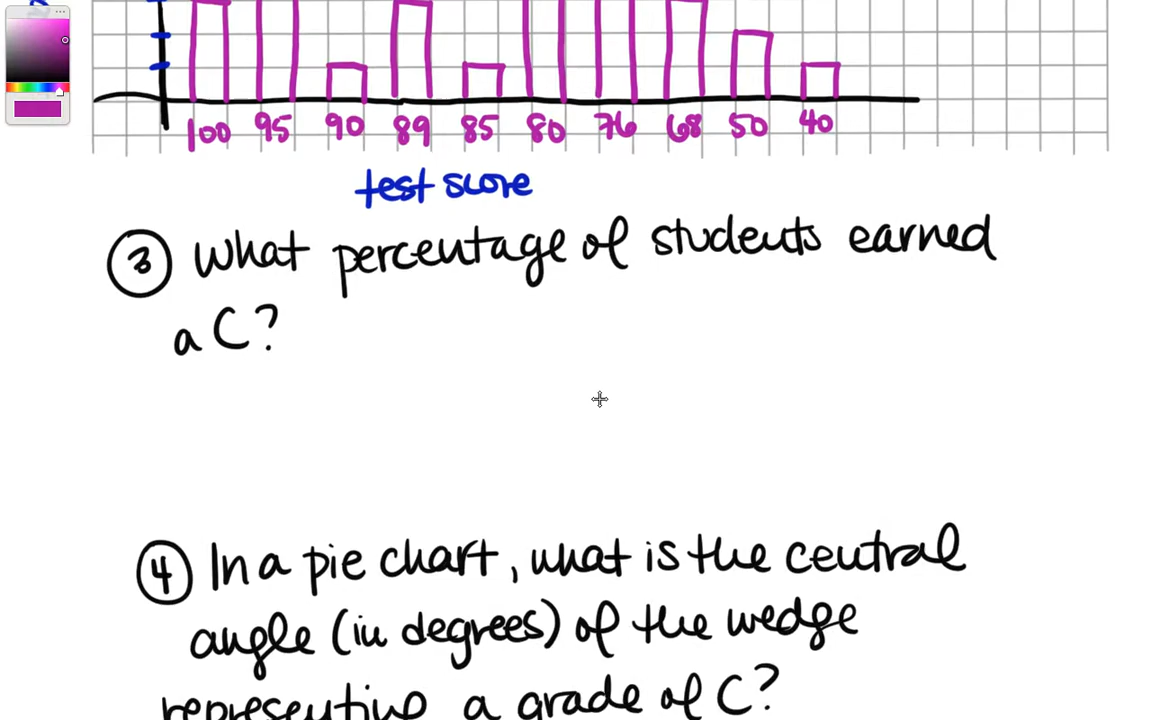 100 95 90 89 85 80 76 68 50 40
test score
③ What percentage of students earned
a C?
④ In a pie chart, what is the central
angle (in degrees) of the wedge
representing a grade of C?